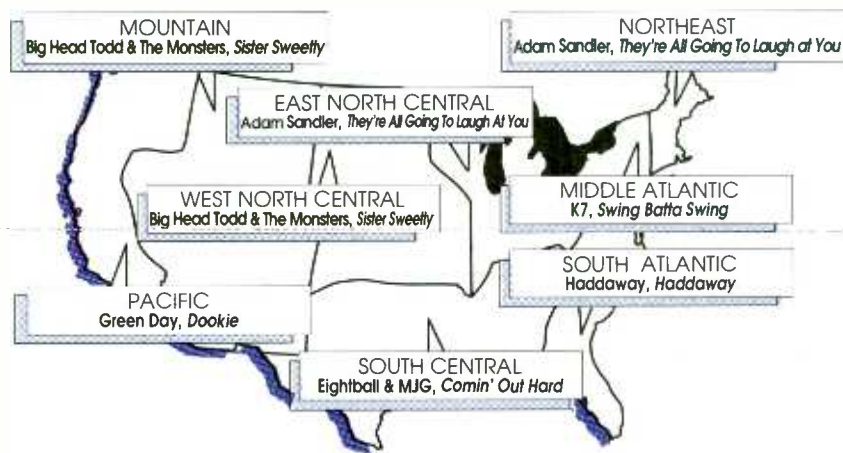 MOUNTAIN
Big Head Todd & The Monsters, Sister Sweetly
NORTHEAST
Adam Sandler, They're All Going To Laugh at You
EAST NORTH CENTRAL
Adam Sandler, They're All Going To Laugh At You
WEST NORTH CENTRAL
Big Head Todd & The Monsters, Sister Sweetly
MIDDLE ATLANTIC
K7, Swing Batta Swing
SOUTH ATLANTIC
Haddaway, Haddaway
PACIFIC
Green Day, Dookie
SOUTH CENTRAL
Eightball & MJG, Comin' Out Hard